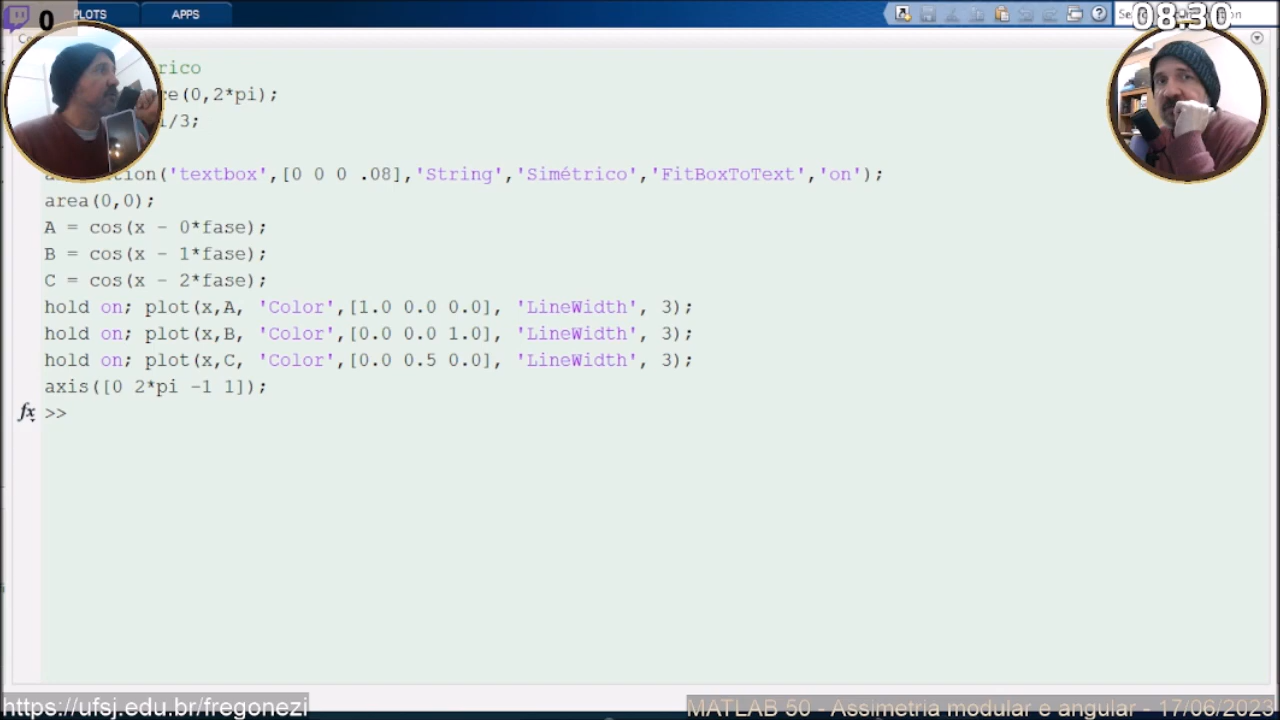 0 PLOTS APPS 08:30
rico
re(0,2*pi);
1/3;
'textbox',[0 0 0 .08],'String','Simétrico','FitBoxToText','on');
area(0,0);
A = cos(x - 0*fase);
B = cos(x - 1*fase);
C = cos(x - 2*fase);
hold on; plot(x,A, 'Color',[1.0 0.0 0.0], 'LineWidth', 3);
hold on; plot(x,B, 'Color',[0.0 0.0 1.0], 'LineWidth', 3);
hold on; plot(x,C, 'Color',[0.0 0.5 0.0], 'LineWidth', 3);
axis([0 2*pi -1 1]);
fx >>
https://ufsj.edu.br/fregonezi
MATLAB 50 - Assimetria modular e angular - 17/06/2023